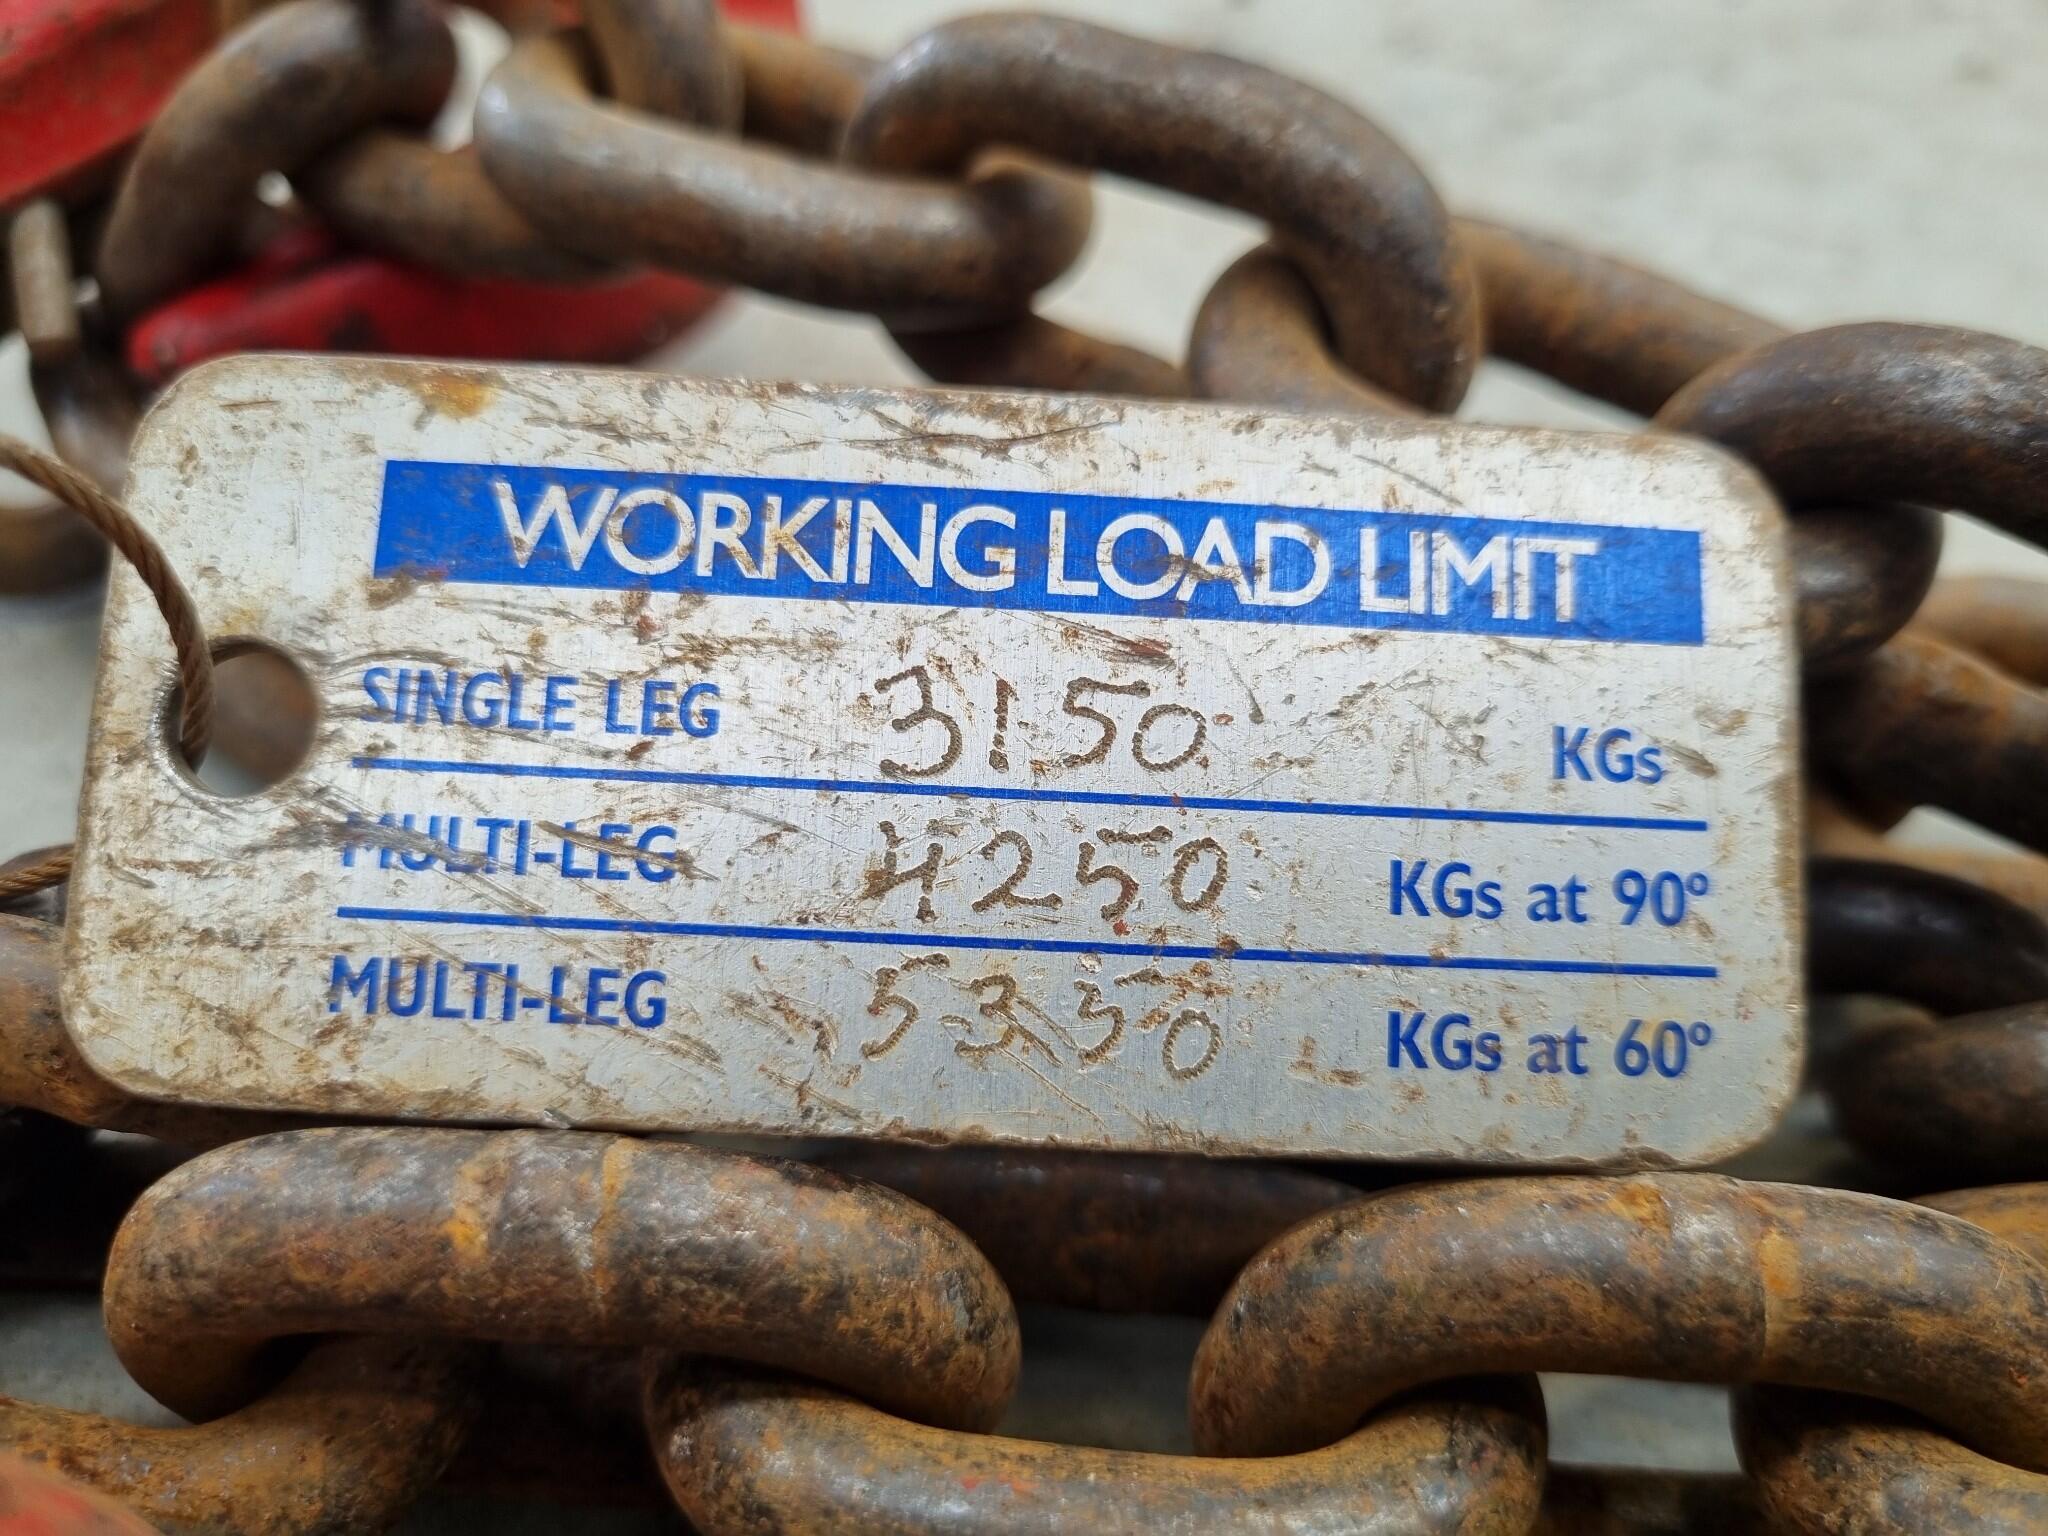 WORKING LOAD LIMIT
SINGLE LEG 3150 KGs
MULTI-LEG 4250 KGs at 90°
MULTI-LEG 5350 KGs at 60°